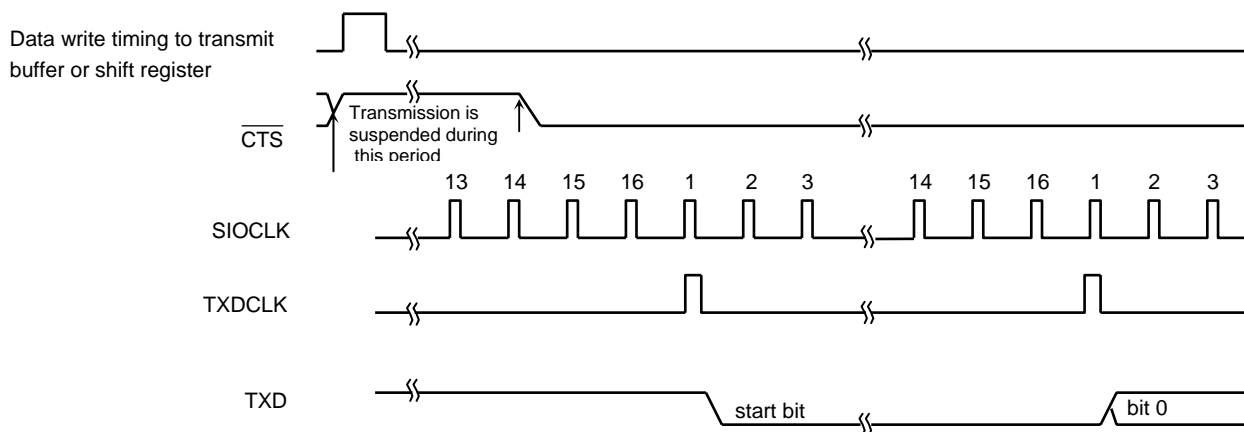 Data write timing to transmit
buffer or shift register
CTS
Transmission is
suspended during
this period
13 14 15 16 1 2 3 14 15 16 1 2 3
SIOCLK
TXDCLK
TXD
start bit
bit 0